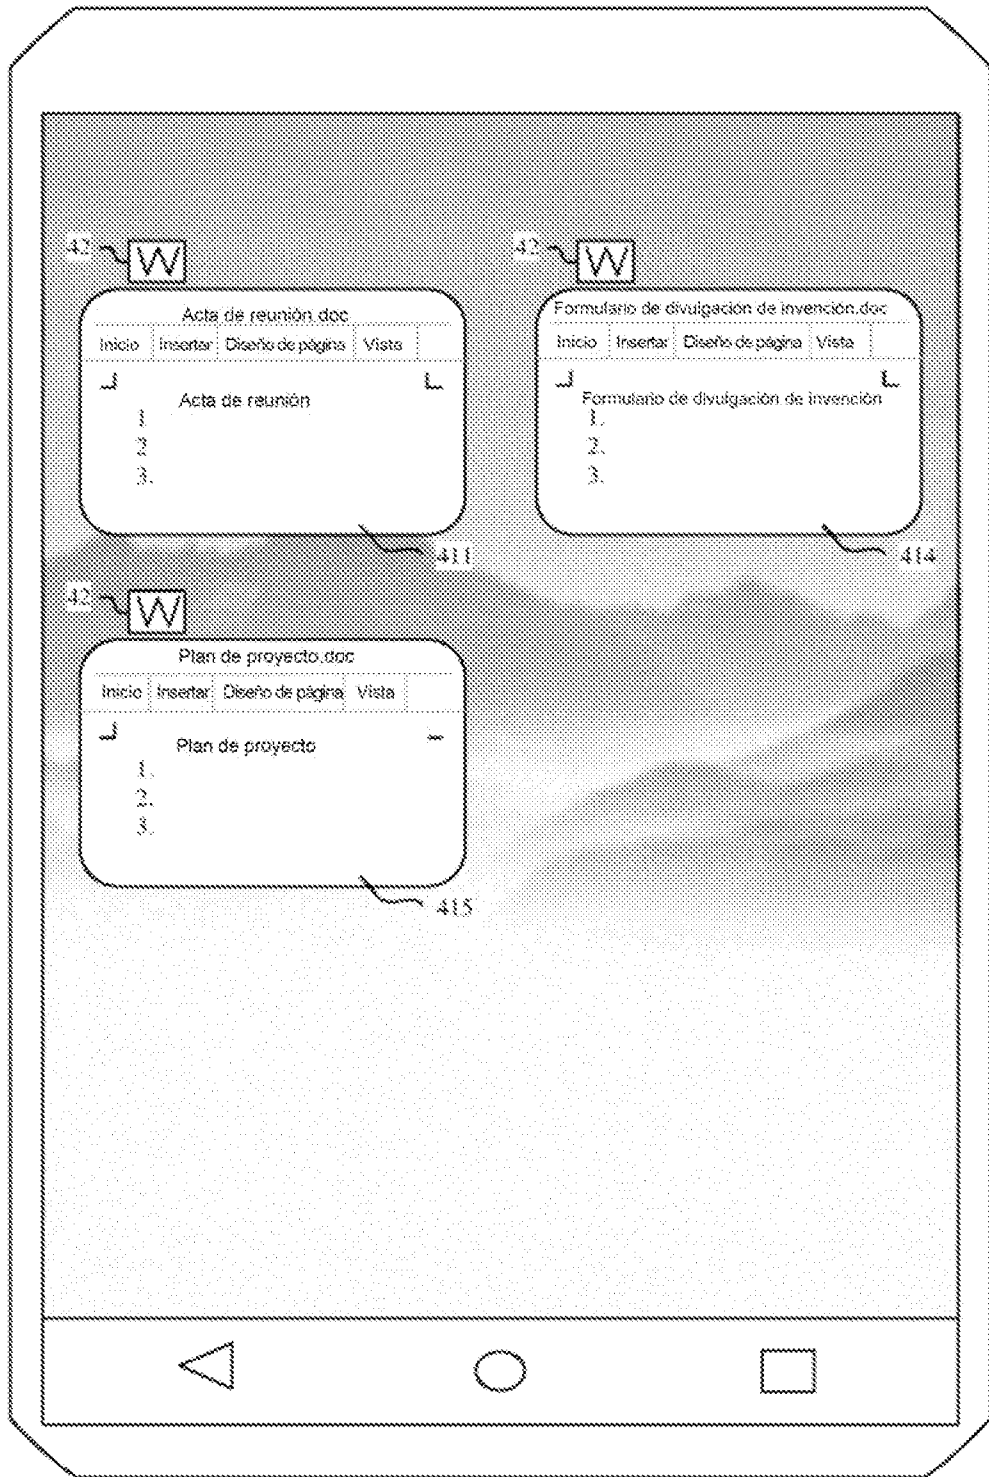 42 W
42 W
Acta de reunión.doc
Inicio Insertar Diseño de página Vista
Acta de reunión
1
2
3.
411
Formulario de divulgación de invención.doc
Inicio Insertar Diseño de página Vista
Formulario de divulgación de invención
1.
2.
3.
414
42 W
Plan de proyecto.doc
Inicio Insertar Diseño de página Vista
Plan de proyecto
1.
2.
3.
415